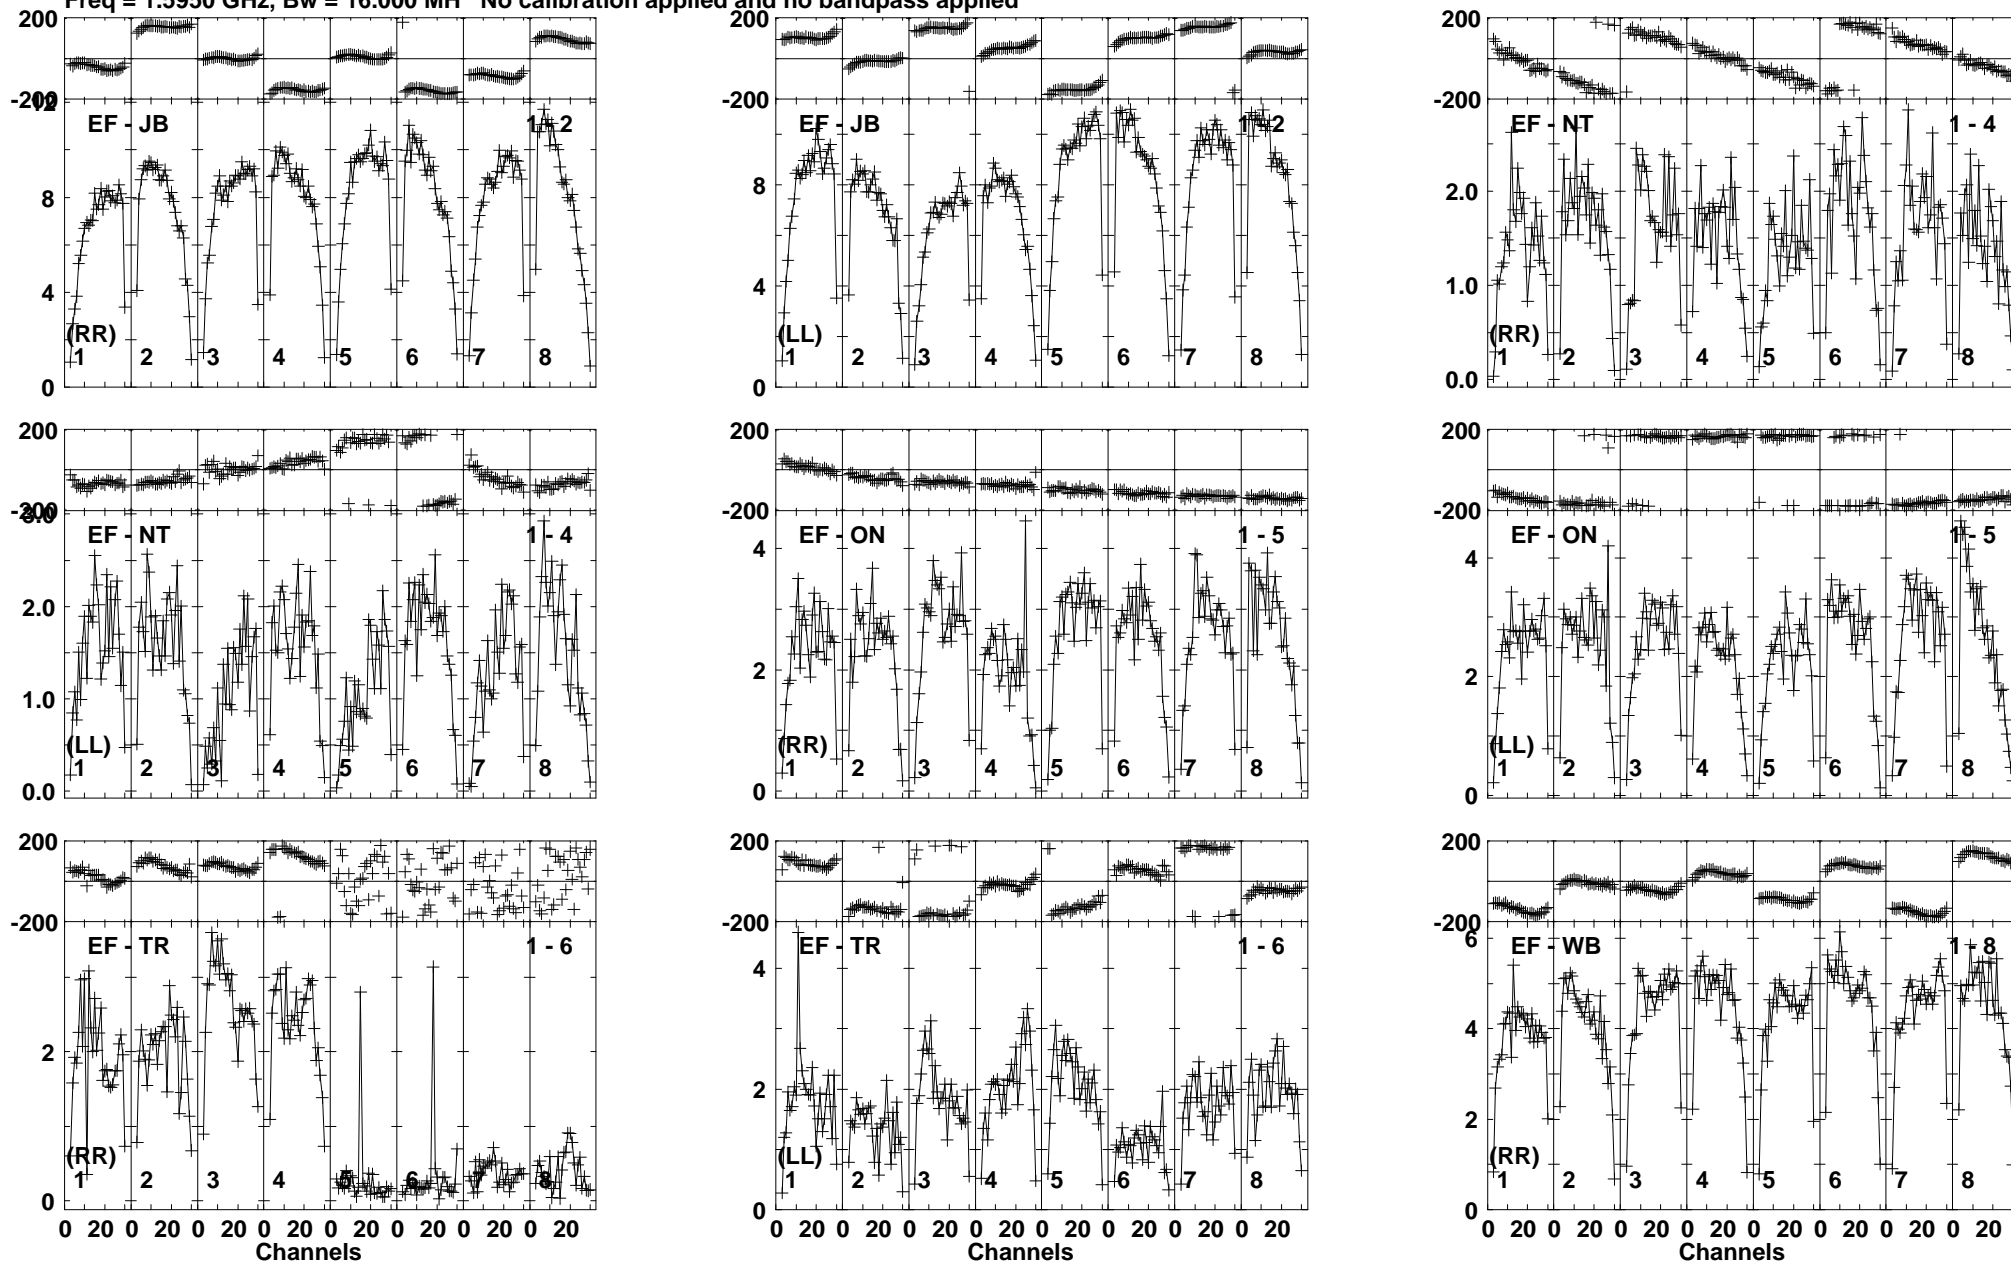 Freq = 1.5950 GHz, Bw = 16.000 MH No calibration applied and no bandpass applied
200 200 200
-200 -200 -200
12
EF - JB 1 - 2 EF - JB 1 - 2 EF - NT 1 - 4
8 8 2.0
4 4 1.0
(RR) (LL) (RR)
1 2 3 4 5 6 7 8 1 2 3 4 5 6 7 8 1 2 3 4 5 6 7 8
0 0 0.0
200 200 200
-200 -200 -200
3.0
EF - NT 1 - 4 EF - ON 1 - 5 EF - ON 1 - 5
4 4
2.0
2 2
1.0
(LL) (RR) (LL)
1 2 3 4 5 6 7 8 1 2 3 4 5 6 7 8 1 2 3 4 5 6 7 8
0.0 0 0
200 200 200
-200 -200 -200
6
EF - TR 1 - 6 EF - TR 1 - 6 EF - WB 1 - 8
4 4
2 2 2
(RR) (LL) (RR)
1 2 3 4 5 6 7 8 1 2 3 4 5 6 7 8 1 2 3 4 5 6 7 8
0 0 0
0 20 0 20 0 20 0 20 0 20 0 20 0 20 0 20 0 20 0 20 0 20 0 20 0 20 0 20 0 20 0 20 0 20 0 20 0 20 0 20 0 20 0 20 0 20 0 20
Channels Channels Channels